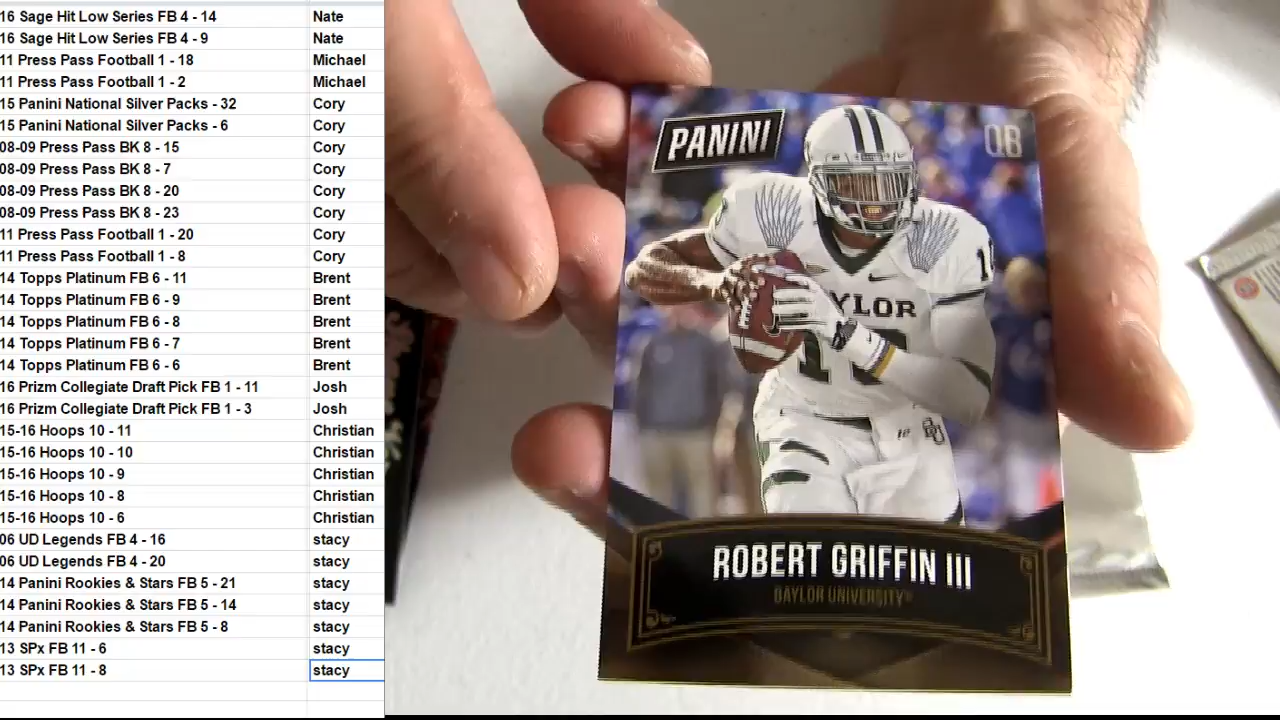 16 Sage Hit Low Series FB 4 - 14 Nate
16 Sage Hit Low Series FB 4 - 9 Nate
11 Press Pass Football 1 - 18 Michael
11 Press Pass Football 1 - 2 Michael
15 Panini National Silver Packs - 32 Cory
15 Panini National Silver Packs - 6 Cory
08-09 Press Pass BK 8 - 15 Cory
08-09 Press Pass BK 8 - 7 Cory
08-09 Press Pass BK 8 - 20 Cory
08-09 Press Pass BK 8 - 23 Cory
11 Press Pass Football 1 - 20 Cory
11 Press Pass Football 1 - 8 Cory
14 Topps Platinum FB 6 - 11 Brent
14 Topps Platinum FB 6 - 9 Brent
14 Topps Platinum FB 6 - 8 Brent
14 Topps Platinum FB 6 - 7 Brent
14 Topps Platinum FB 6 - 6 Brent
16 Prizm Collegiate Draft Pick FB 1 - 11 Josh
16 Prizm Collegiate Draft Pick FB 1 - 3 Josh
15-16 Hoops 10 - 11 Christian
15-16 Hoops 10 - 10 Christian
15-16 Hoops 10 - 9 Christian
15-16 Hoops 10 - 8 Christian
15-16 Hoops 10 - 6 Christian
06 UD Legends FB 4 - 16 stacy
06 UD Legends FB 4 - 20 stacy
14 Panini Rookies & Stars FB 5 - 21 stacy
14 Panini Rookies & Stars FB 5 - 14 stacy
14 Panini Rookies & Stars FB 5 - 8 stacy
13 SPx FB 11 - 6 stacy
13 SPx FB 11 - 8 stacy
PANINI
QB
AYLOR
10
ROBERT GRIFFIN III
BAYLOR UNIVERSITY